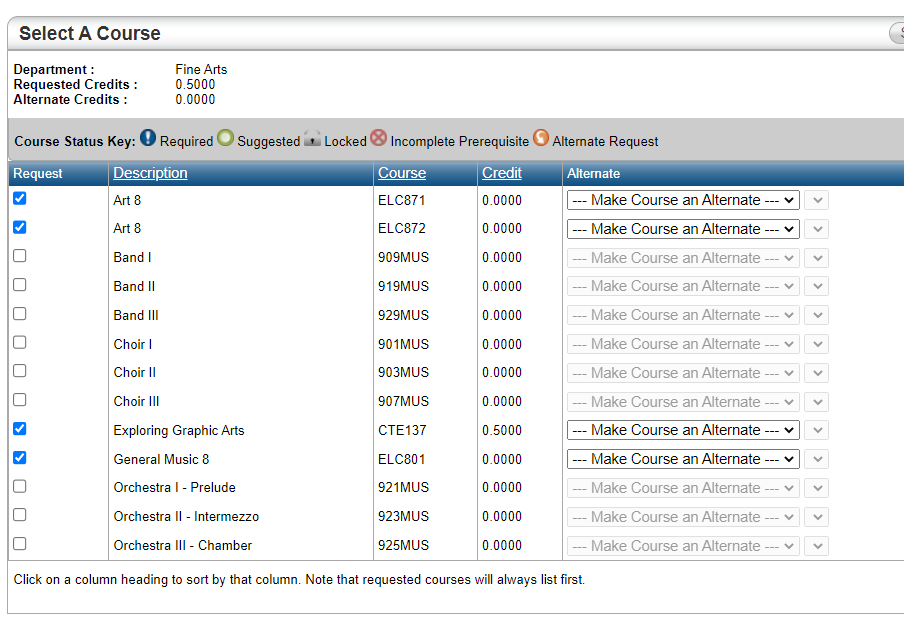 Select A Course
Department : Fine Arts
Requested Credits : 0.5000
Alternate Credits : 0.0000
Course Status Key: Required Suggested Locked Incomplete Prerequisite Alternate Request
Request Description Course Credit Alternate
Art 8 ELC871 0.0000 --- Make Course an Alternate ---
Art 8 ELC872 0.0000 --- Make Course an Alternate ---
Band I 909MUS 0.0000 --- Make Course an Alternate ---
Band II 919MUS 0.0000 --- Make Course an Alternate ---
Band III 929MUS 0.0000 --- Make Course an Alternate ---
Choir I 901MUS 0.0000 --- Make Course an Alternate ---
Choir II 903MUS 0.0000 --- Make Course an Alternate ---
Choir III 907MUS 0.0000 --- Make Course an Alternate ---
Exploring Graphic Arts CTE137 0.5000 --- Make Course an Alternate ---
General Music 8 ELC801 0.0000 --- Make Course an Alternate ---
Orchestra I - Prelude 921MUS 0.0000 --- Make Course an Alternate ---
Orchestra II - Intermezzo 923MUS 0.0000 --- Make Course an Alternate ---
Orchestra III - Chamber 925MUS 0.0000 --- Make Course an Alternate ---
Click on a column heading to sort by that column. Note that requested courses will always list first.